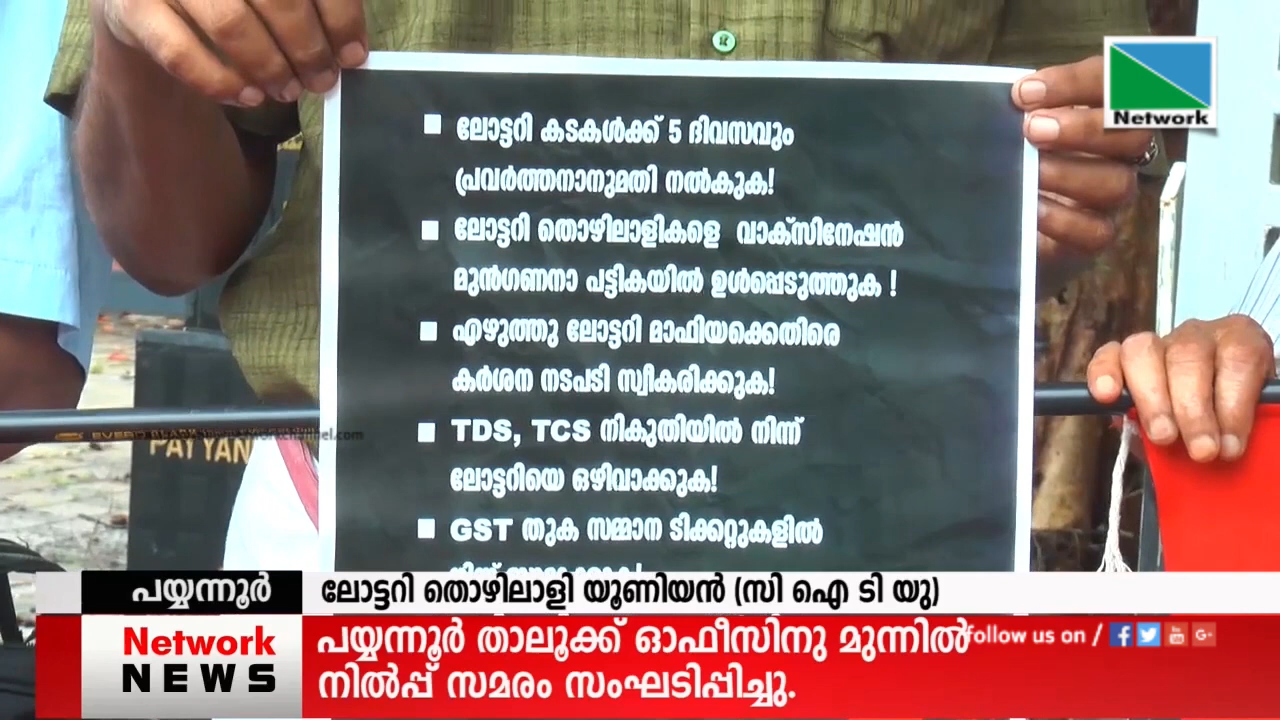 Network
■ ലോട്ടറി കടകൾക്ക് 5 ദിവസവും
പ്രവർത്തനാനുമതി നൽകുക!
■ ലോട്ടറി തൊഴിലാളികളെ വാക്സിനേഷൻ
മുൻഗണനാ പട്ടികയിൽ ഉൾപ്പെടുത്തുക !
■ എഴുത്തു ലോട്ടറി മാഫിയക്കെതിരെ
കർശന നടപടി സ്വീകരിക്കുക!
■ TDS, TCS നികുതിയിൽ നിന്ന്
ലോട്ടറിയെ ഒഴിവാക്കുക!
■ GST തുക സമ്മാന ടിക്കറ്റുകളിൽ
PAYYAN
പയ്യന്നൂർ
ലോട്ടറി തൊഴിലാളി യൂണിയൻ (സി ഐ ടി യു)
Network
NEWS
പയ്യന്നൂർ താലൂക്ക് ഓഫീസിനു മുന്നിൽ
നിൽപ്പ് സമരം സംഘടിപ്പിച്ചു.
follow us on /